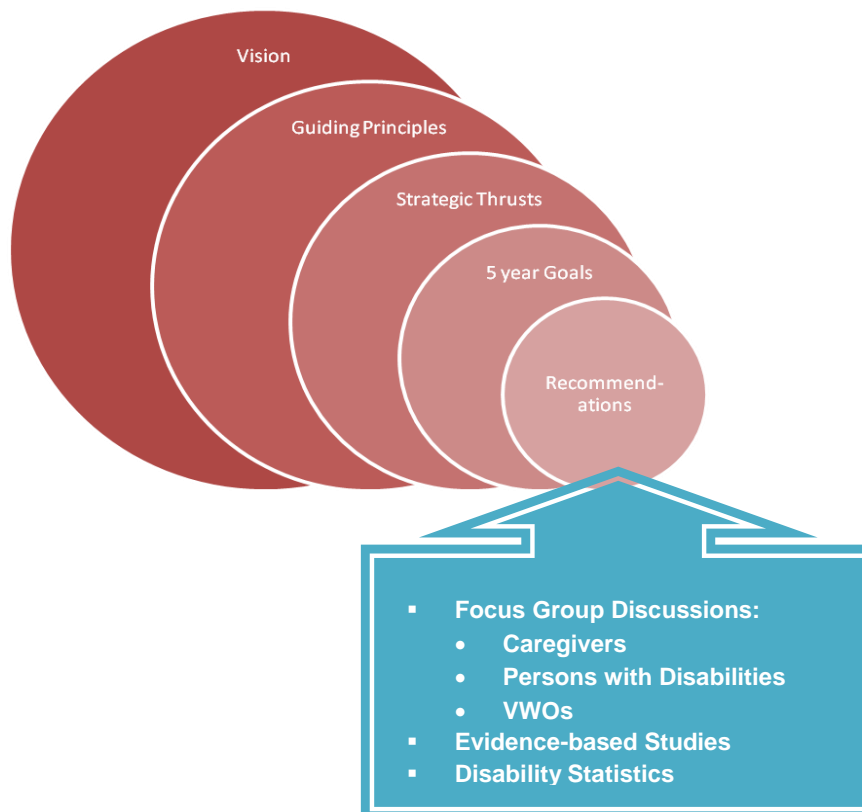 Vision
Guiding Principles
Strategic Thrusts
5 year Goals
Recommend-
ations
▪ Focus Group Discussions:
• Caregivers
• Persons with Disabilities
• VWOs
▪ Evidence-based Studies
▪ Disability Statistics